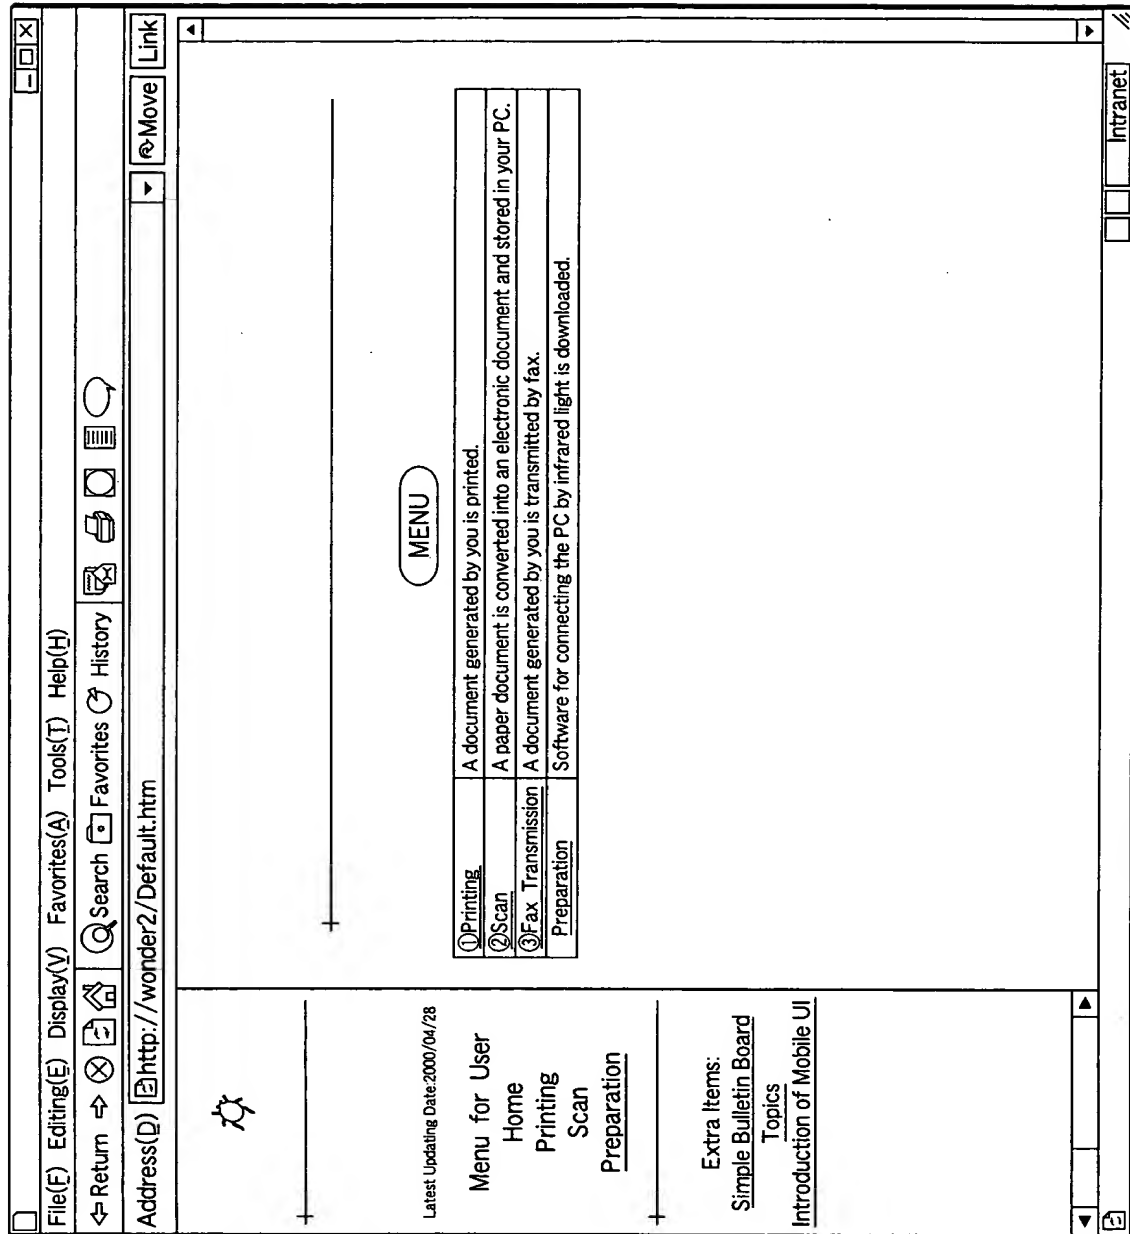 File(F) Editing(E) Display(V) Favorites(A) Tools(T) Help(H)
Return Search Favorites History
Address(D) http://wonder2/Default.htm Move Link
Latest Updating Date:2000/04/28
Menu for User
Home
Printing
Scan
Preparation
Extra Items:
Simple Bulletin Board
Topics
Introduction of Mobile UI
MENU
①Printing A document generated by you is printed.
②Scan A paper document is converted into an electronic document and stored in your PC.
③Fax Transmission A document generated by you is transmitted by fax.
Preparation Software for connecting the PC by infrared light is downloaded.
Intranet